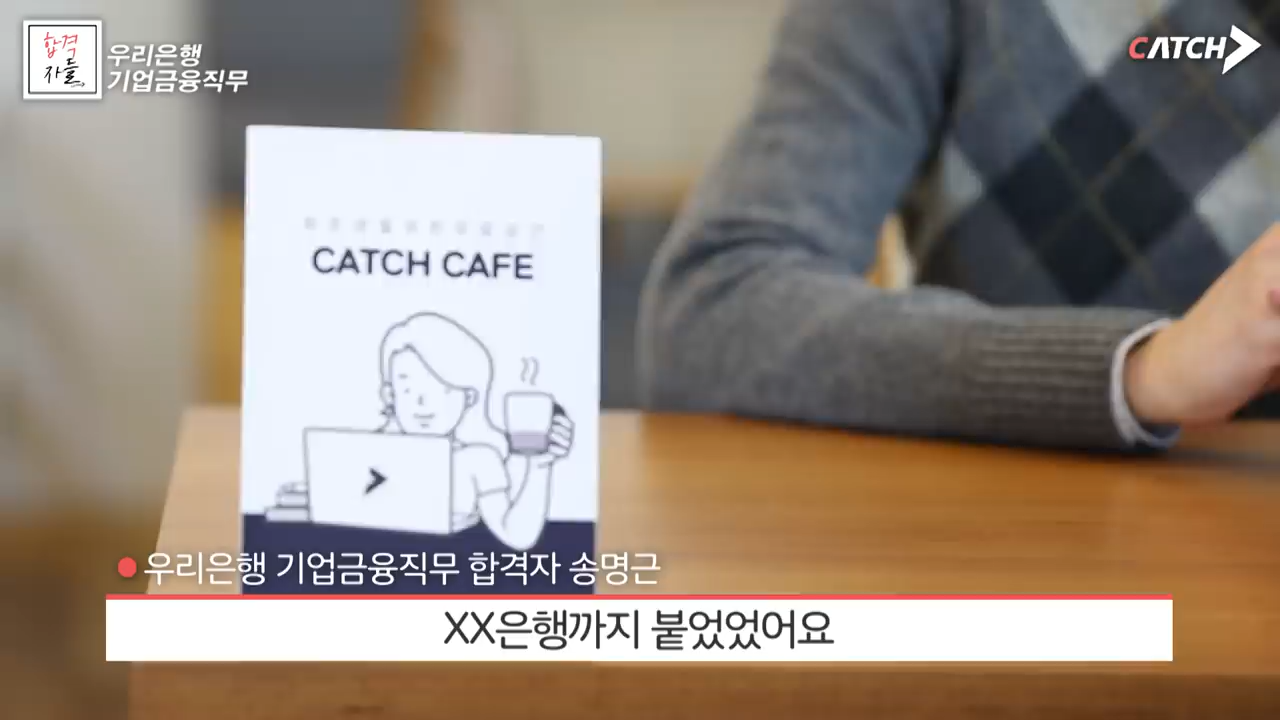 합격
자들
우리은행
기업금융직무
CATCH
CATCH CAFE
우리은행 기업금융직무 합격자 송명근
XX은행까지 붙었었어요